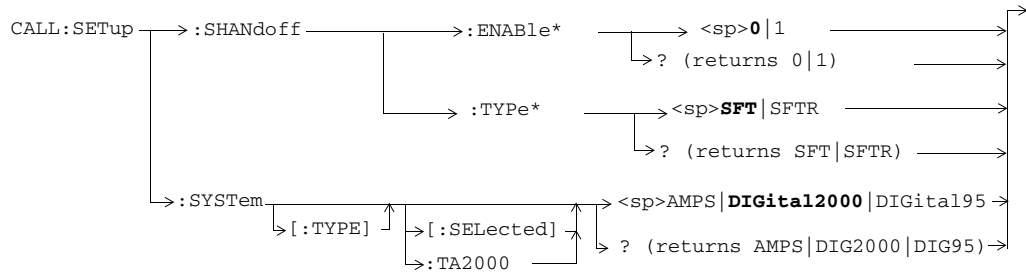 CALL:SETup :SHANdoff :ENABle* <sp>0|1
? (returns 0|1)
:TYPe* <sp>SFT|SFTR
? (returns SFT|SFTR)
:SYSTem <sp>AMPS|DIGital2000|DIGital95
[:TYPE] [:SELected] ? (returns AMPS|DIG2000|DIG95)
:TA2000